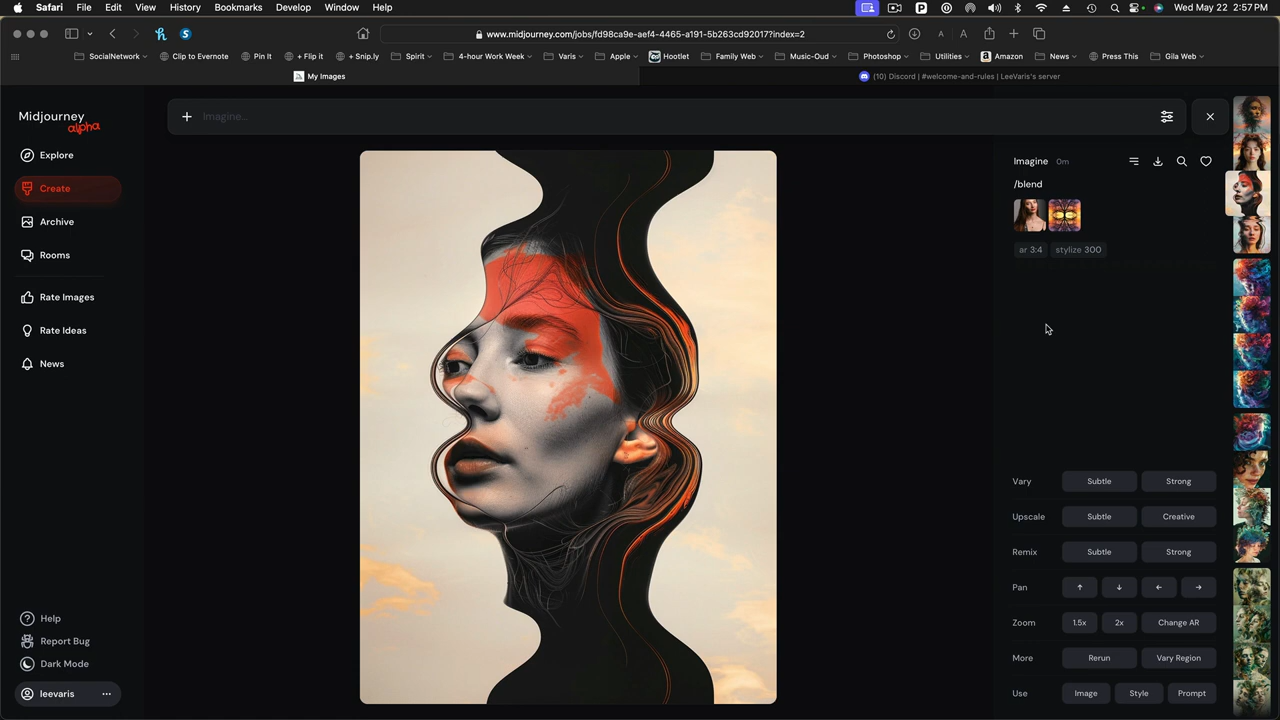 Safari File Edit View History Bookmarks Develop Window Help Wed May 22 2:57 PM
www.midjourney.com/jobs/fd98ca9e-aef4-4465-a191-5b263cd92017?index=2
SocialNetwork Clip to Evernote Pin It + Flip it + Snip.ly Spirit 4-hour Work Week Varis Apple Hootlet Family Web Music-Oud Photoshop Utilities Amazon News Press This Gila Web
My Images (10) Discord | #welcome-and-rules | LeeVaris's server
Midjourney
alpha
Imagine...
Explore
Create
Archive
Rooms
Rate Images
Rate Ideas
News
Help
Report Bug
Dark Mode
leevaris
Imagine 0m
/blend
ar 3:4 stylize 300
Vary Subtle Strong
Upscale Subtle Creative
Remix Subtle Strong
Pan
Zoom 1.5x 2x Change AR
More Rerun Vary Region
Use Image Style Prompt